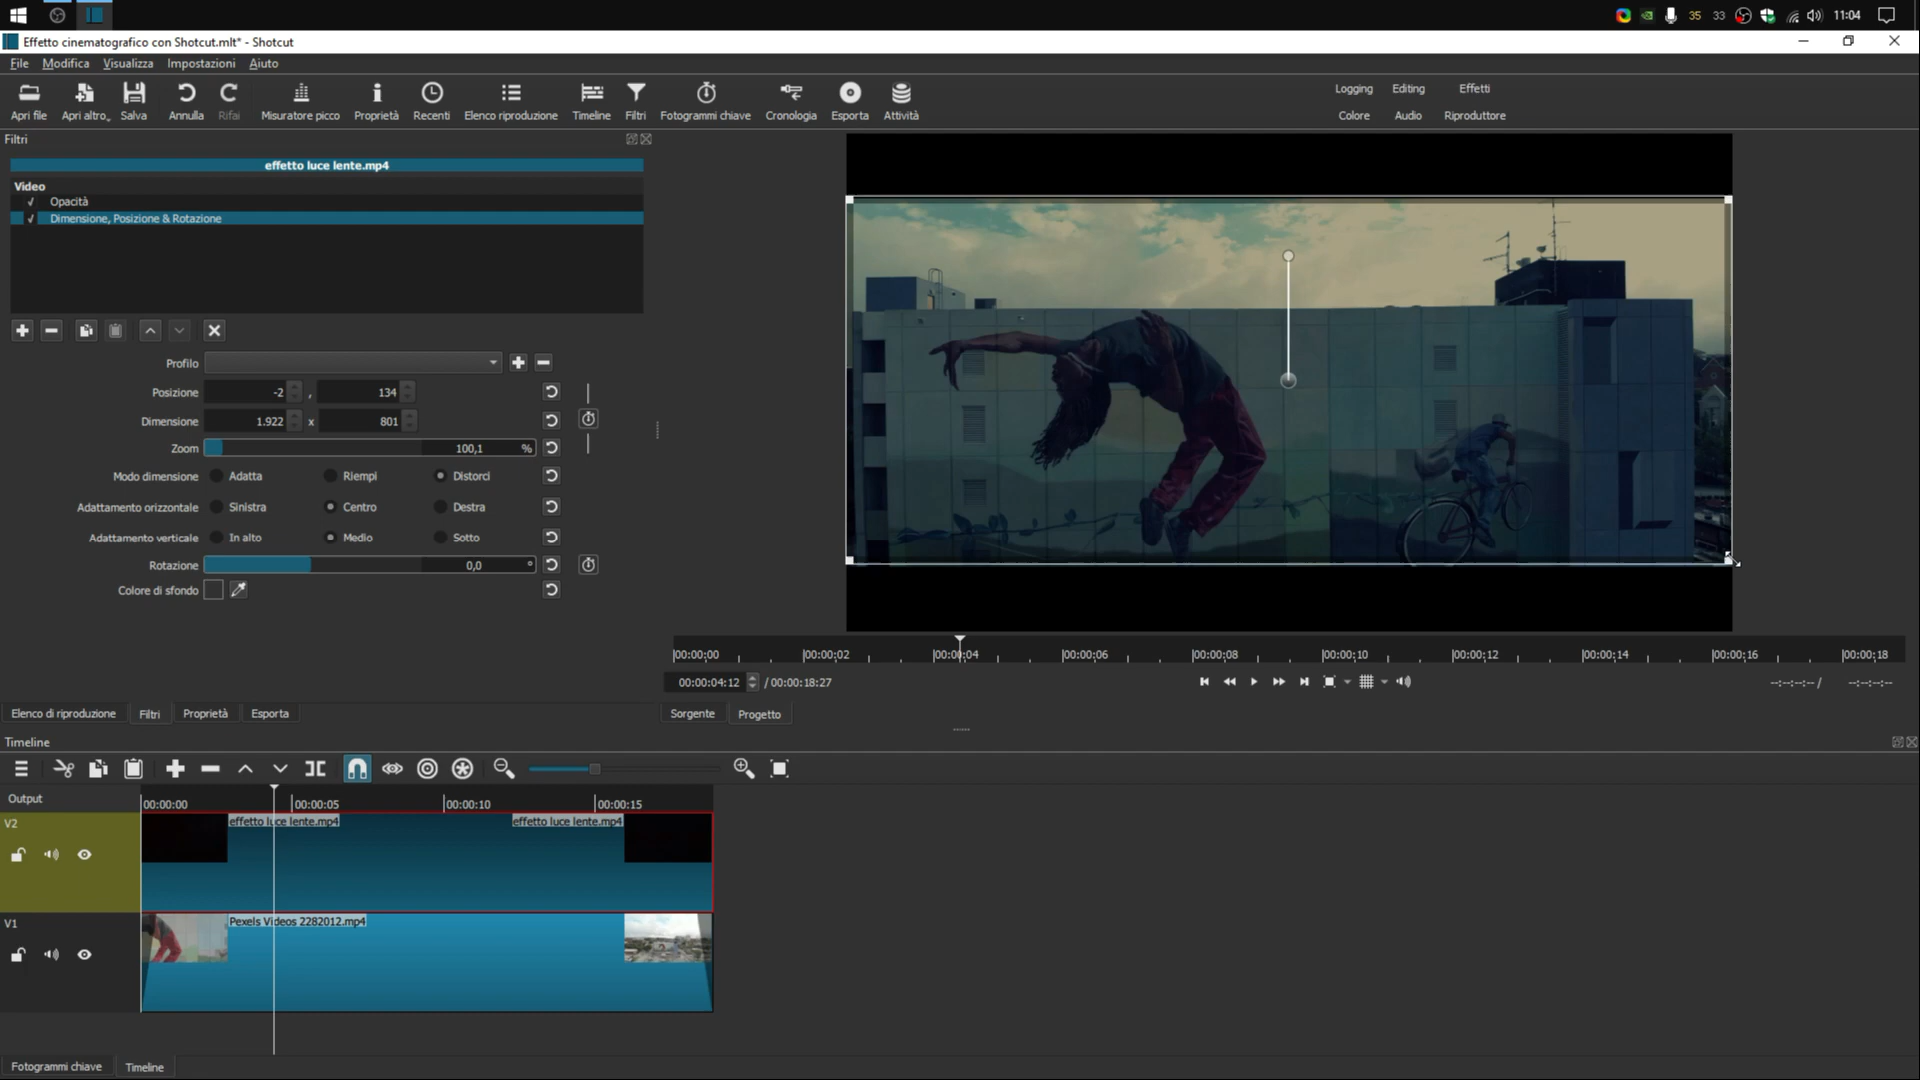 35 33 11:04
Effetto cinematografico con Shotcut.mlt* - Shotcut
File Modifica Visualizza Impostazioni Aiuto
Apri file Apri altro Salva Annulla Rifai Misuratore picco Proprietà Recenti Elenco riproduzione Timeline Filtri Fotogrammi chiave Cronologia Esporta Attività
Logging Editing Effetti
Colore Audio Riproduttore
Filtri
effetto luce lente.mp4
Video
Opacità
Dimensione, Posizione & Rotazione
Profilo
Posizione -2 , 134
Dimensione 1.922 x 801
Zoom 100,1 %
Modo dimensione Adatta Riempi Distorci
Adattamento orizzontale Sinistra Centro Destra
Adattamento verticale In alto Medio Sotto
Rotazione 0,0 °
Colore di sfondo
00:00:00 00:00:02 00:00:04 00:00:06 00:00:08 00:00:10 00:00:12 00:00:14 00:00:16 00:00:18
00:00:04:12 / 00:00:18:27 --:--:--:-- / --:--:--:--
Elenco di riproduzione Filtri Proprietà Esporta
Sorgente Progetto
Timeline
Output 00:00:00 00:00:05 00:00:10 00:00:15
V2 effetto luce lente.mp4 effetto luce lente.mp4
V1 Pexels Videos 2282012.mp4
Fotogrammi chiave Timeline